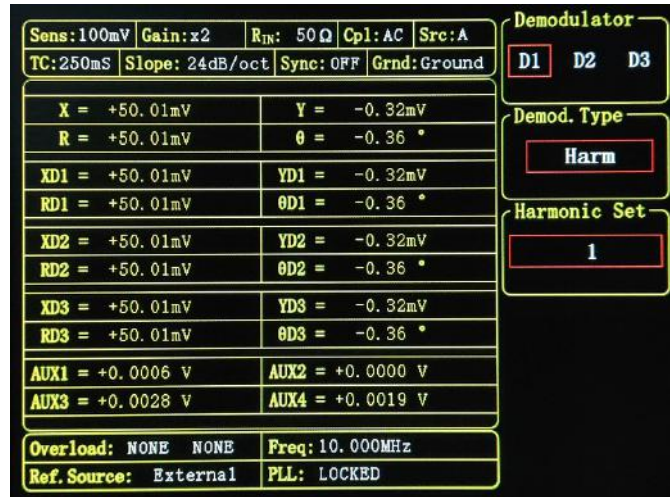 Sens:100mV Gain:x2 RIN: 50Ω Cpl:AC Src:A
TC:250mS Slope: 24dB/oct Sync:OFF Grnd:Ground
X = +50.01mV Y = -0.32mV
R = +50.01mV θ = -0.36 °
XD1 = +50.01mV YD1 = -0.32mV
RD1 = +50.01mV θD1 = -0.36 °
XD2 = +50.01mV YD2 = -0.32mV
RD2 = +50.01mV θD2 = -0.36 °
XD3 = +50.01mV YD3 = -0.32mV
RD3 = +50.01mV θD3 = -0.36 °
AUX1 = +0.0006 V AUX2 = +0.0000 V
AUX3 = +0.0028 V AUX4 = +0.0019 V
Overload: NONE NONE Freq:10.000MHz
Ref.Source: External PLL: LOCKED
Demodulator
D1 D2 D3
Demod.Type
Harm
Harmonic Set
1